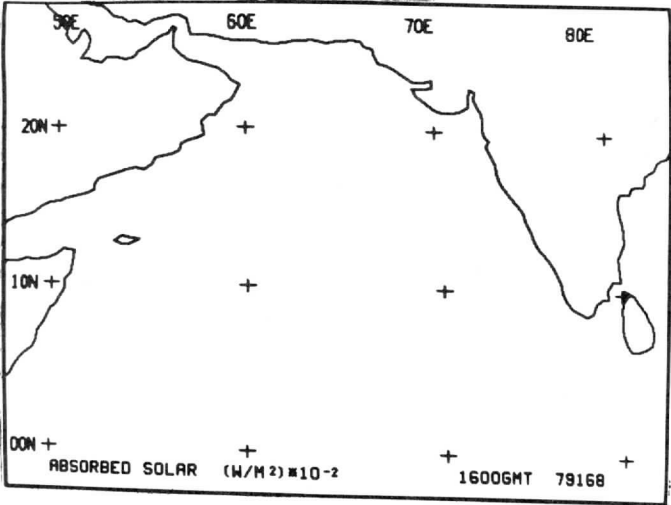 50E 60E 70E 80E
20N
10N
00N
ABSORBED SOLAR (W/M²)*10⁻² 1600GMT 79168